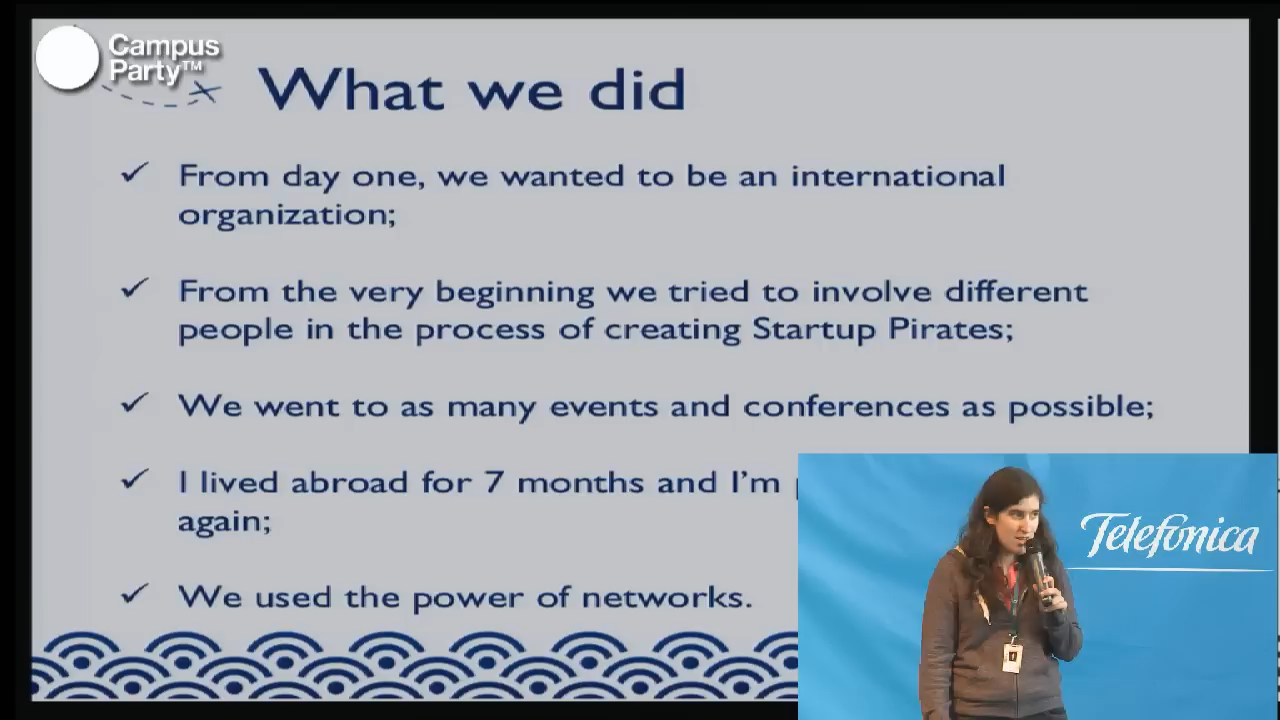 Campus
Party™
What we did
✓ From day one, we wanted to be an international
organization;
✓ From the very beginning we tried to involve different
people in the process of creating Startup Pirates;
✓ We went to as many events and conferences as possible;
✓ I lived abroad for 7 months and I'm
again;
✓ We used the power of networks.
Telefónica